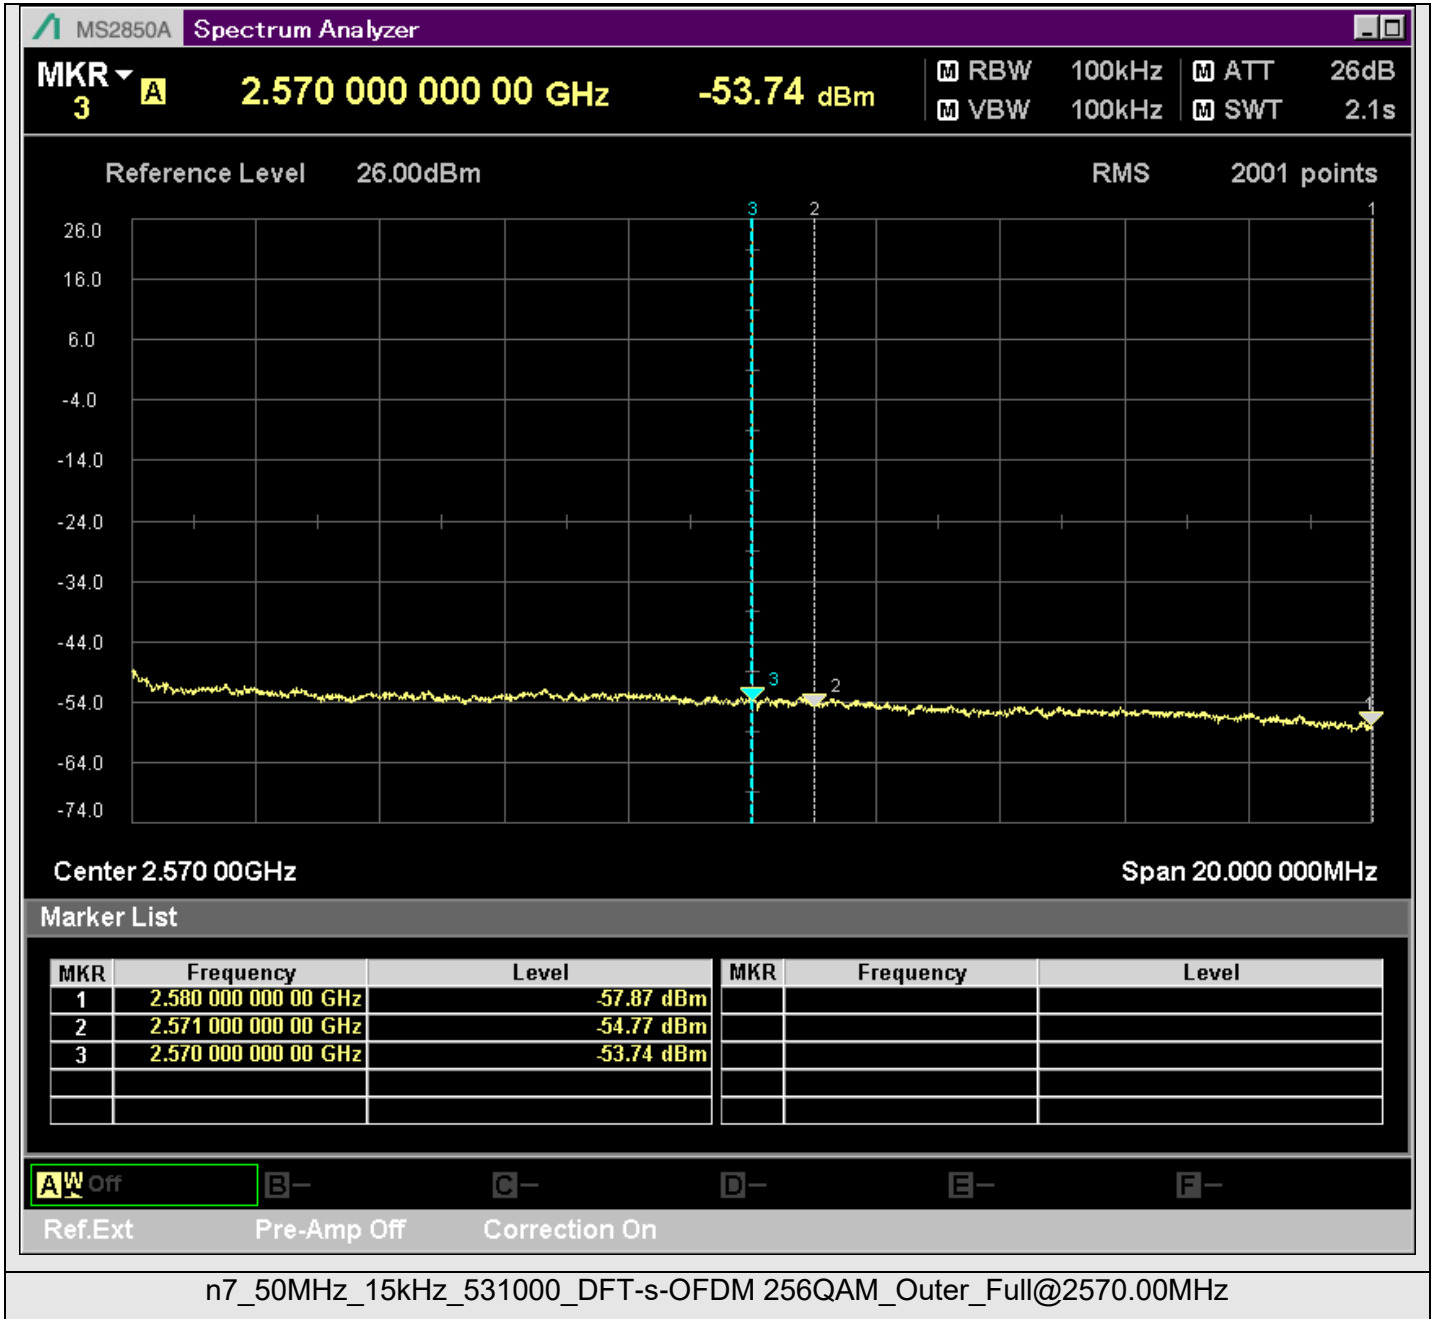 MS2850A Spectrum Analyzer
MKR A 2.570 000 000 00 GHz -53.74 dBm M RBW 100kHz M ATT 26dB
3 M VBW 100kHz M SWT 2.1s
Reference Level 26.00dBm RMS 2001 points
3 2 1
26.0
16.0
6.0
-4.0
-14.0
-24.0
-34.0
-44.0
3 2
-54.0 1
-64.0
-74.0
Center 2.570 00GHz Span 20.000 000MHz
Marker List
MKR Frequency Level MKR Frequency Level
1 2.580 000 000 00 GHz -57.87 dBm
2 2.571 000 000 00 GHz -54.77 dBm
3 2.570 000 000 00 GHz -53.74 dBm
A W Off B- C- D- E- F-
Ref.Ext Pre-Amp Off Correction On
n7_50MHz_15kHz_531000_DFT-s-OFDM 256QAM_Outer_Full@2570.00MHz